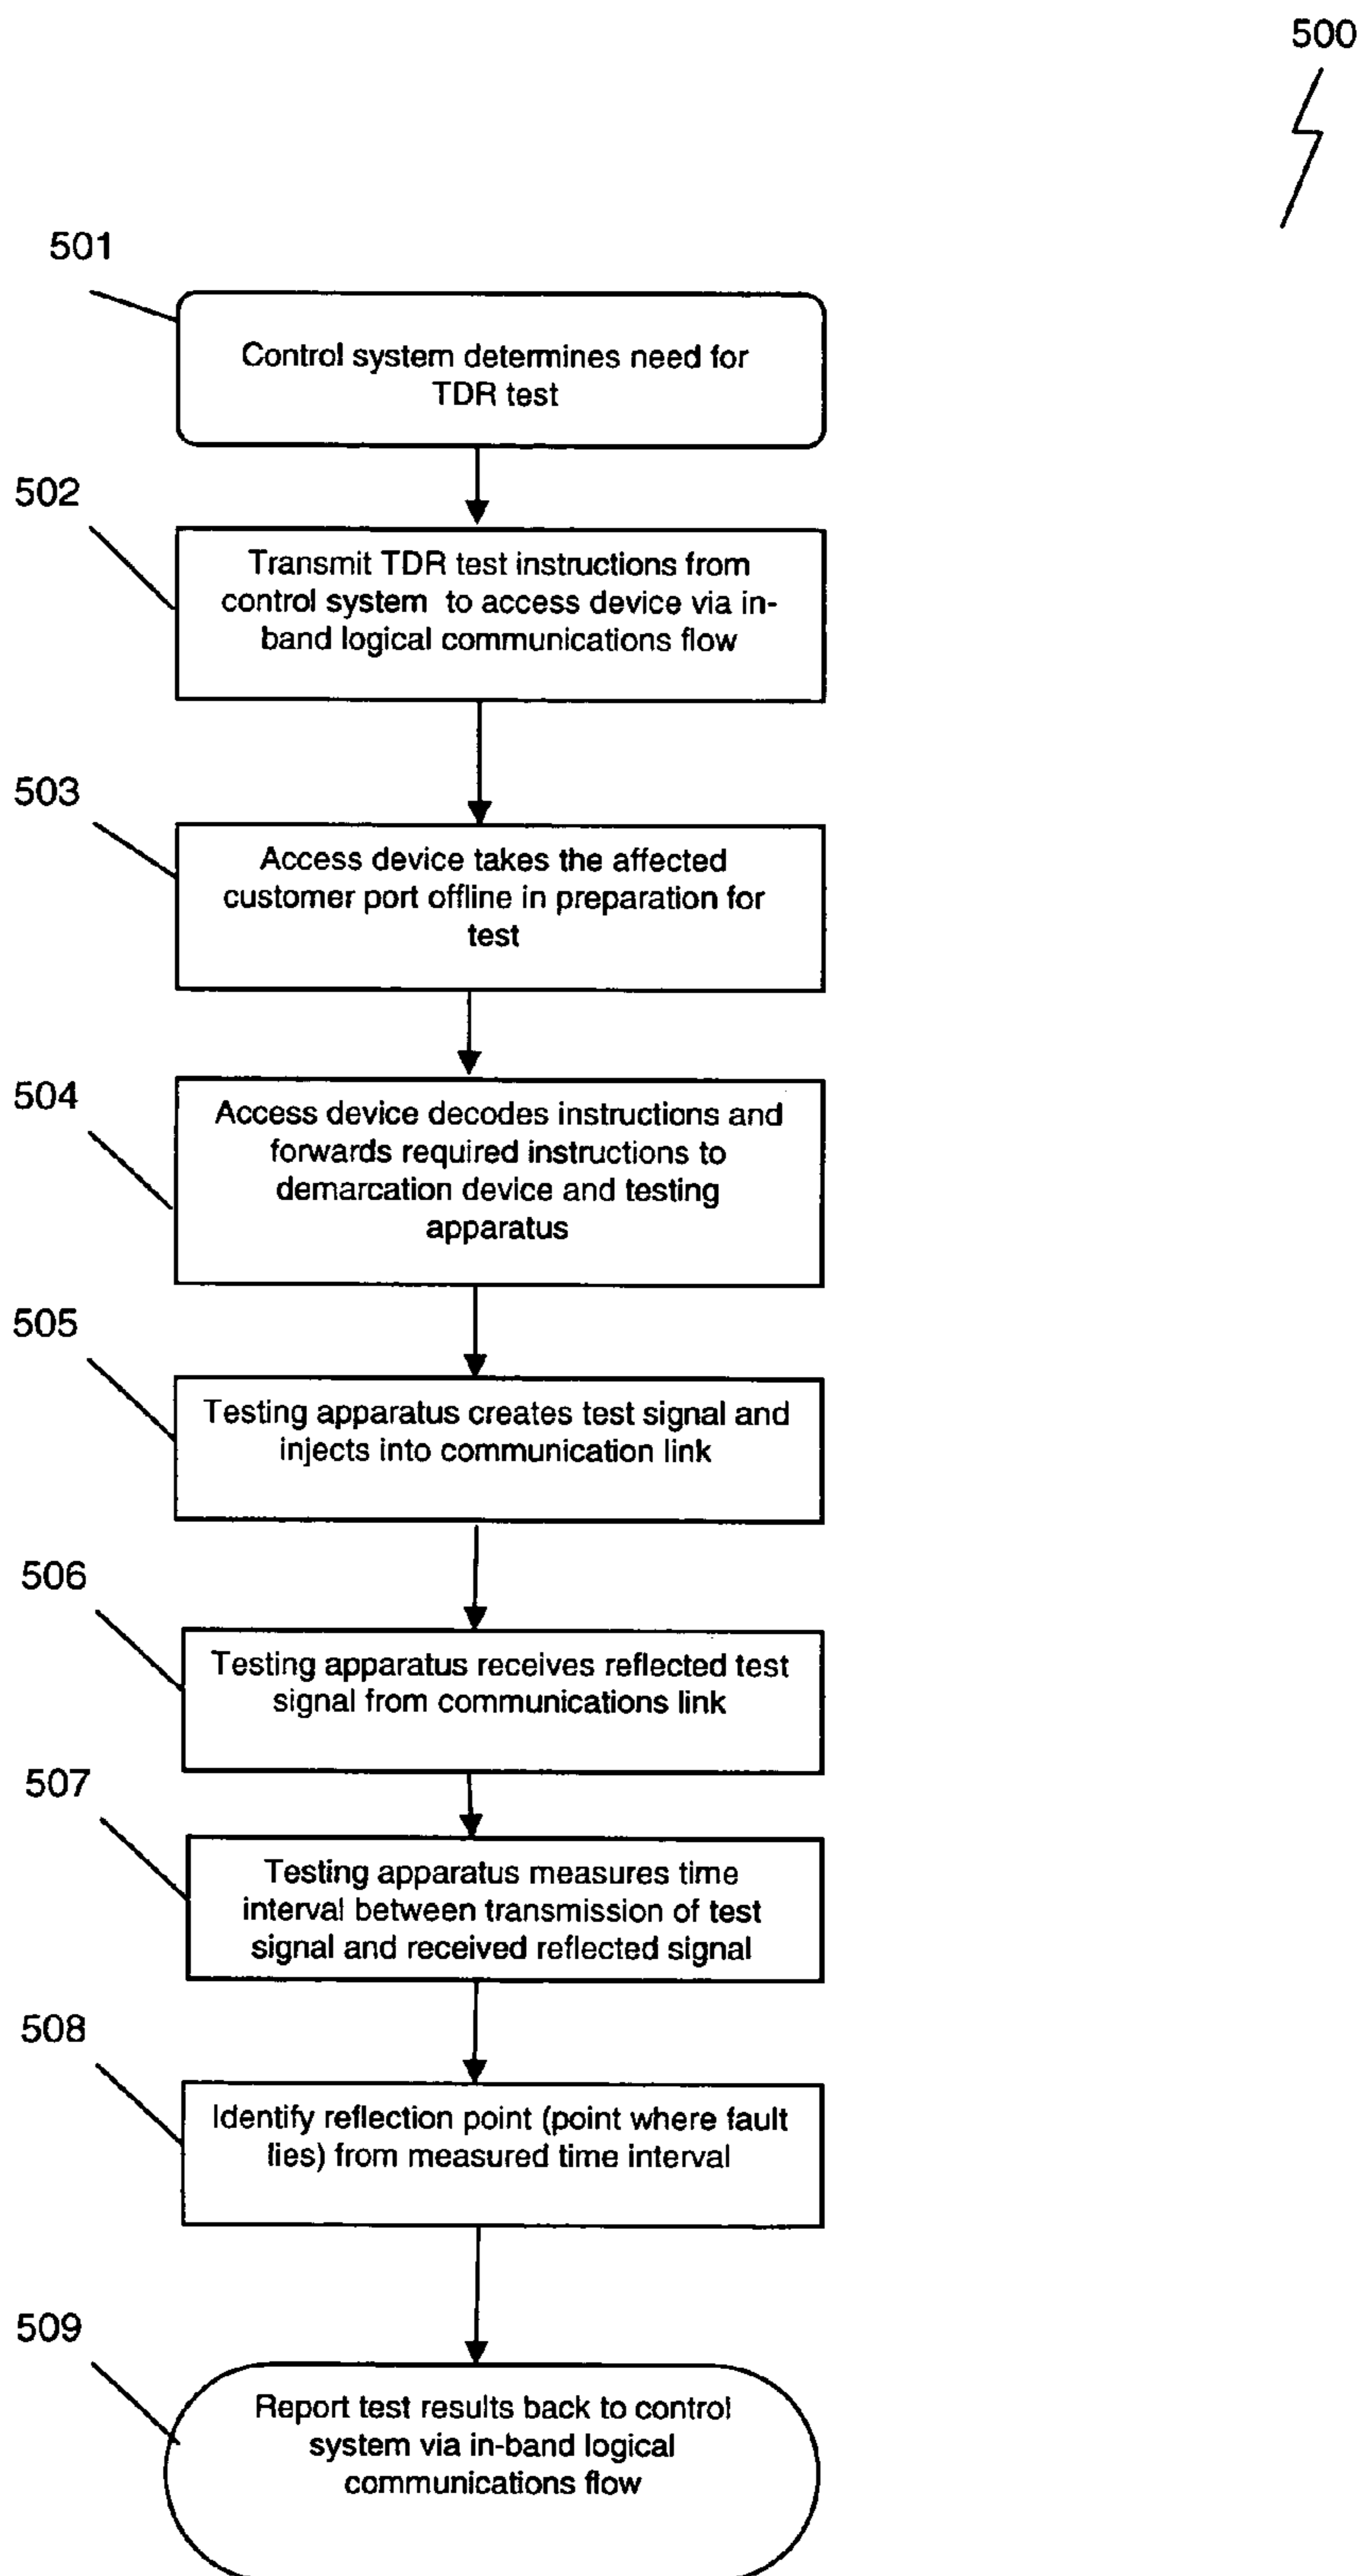 500
501
Control system determines need for
TDR test
502
Transmit TDR test instructions from
control system to access device via in-
band logical communications flow
503
Access device takes the affected
customer port offline in preparation for
test
504
Access device decodes instructions and
forwards required instructions to
demarcation device and testing
apparatus
505
Testing apparatus creates test signal and
injects into communication link
506
Testing apparatus receives reflected test
signal from communications link
507
Testing apparatus measures time
interval between transmission of test
signal and received reflected signal
508
Identify reflection point (point where fault
lies) from measured time interval
509
Report test results back to control
system via in-band logical
communications flow